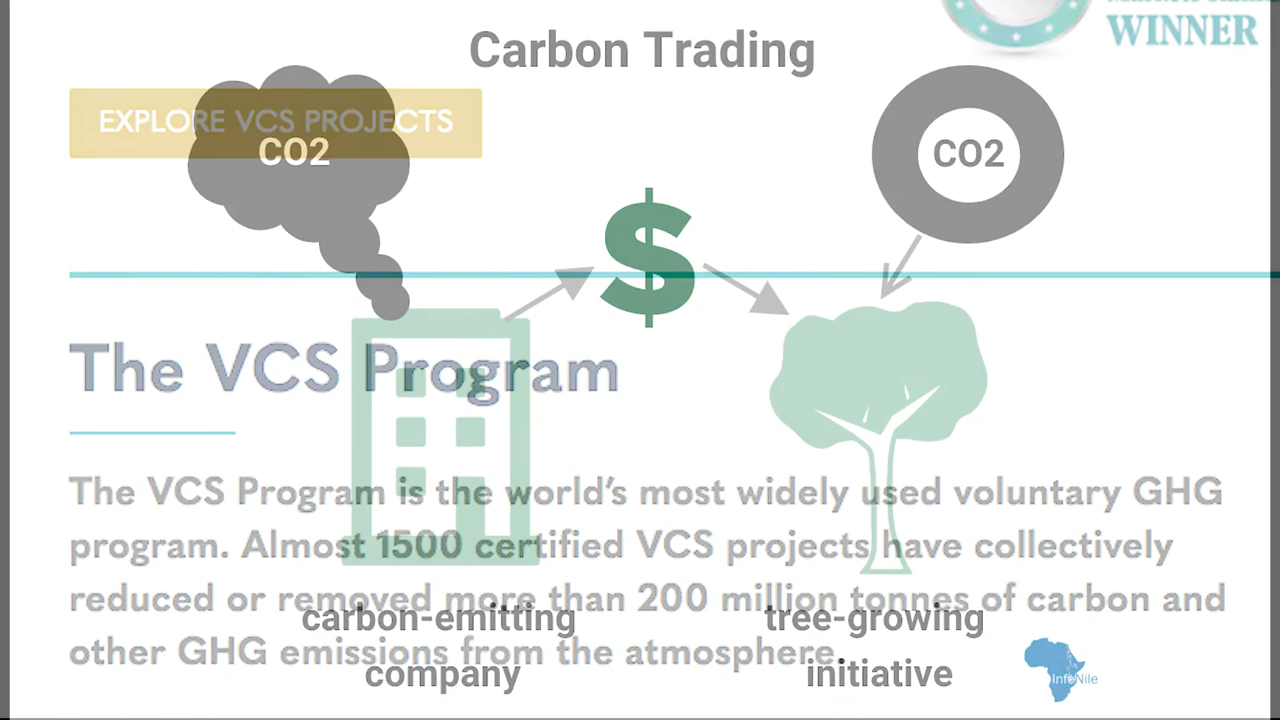 WINNER
Carbon Trading
EXPLORE VCS PROJECTS
CO2
CO2
$
The VCS Program
The VCS Program is the world's most widely used voluntary GHG
program. Almost 1500 certified VCS projects have collectively
reduced or removed more than 200 million tonnes of carbon and
other GHG emissions from the atmosphere.
carbon-emitting
company
tree-growing
initiative
InfoNile